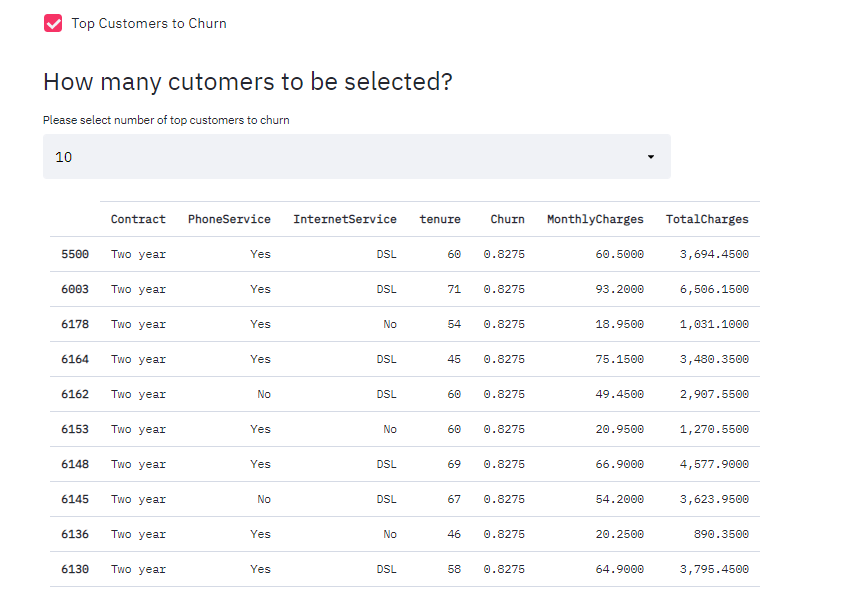 Top Customers to Churn
How many cutomers to be selected?
Please select number of top customers to churn
10
Contract PhoneService InternetService tenure Churn MonthlyCharges TotalCharges
5500 Two year Yes DSL 60 0.8275 60.5000 3,694.4500
6003 Two year Yes DSL 71 0.8275 93.2000 6,506.1500
6178 Two year Yes No 54 0.8275 18.9500 1,031.1000
6164 Two year Yes DSL 45 0.8275 75.1500 3,480.3500
6162 Two year No DSL 60 0.8275 49.4500 2,907.5500
6153 Two year Yes No 60 0.8275 20.9500 1,270.5500
6148 Two year Yes DSL 69 0.8275 66.9000 4,577.9000
6145 Two year No DSL 67 0.8275 54.2000 3,623.9500
6136 Two year Yes No 46 0.8275 20.2500 890.3500
6130 Two year Yes DSL 58 0.8275 64.9000 3,795.4500